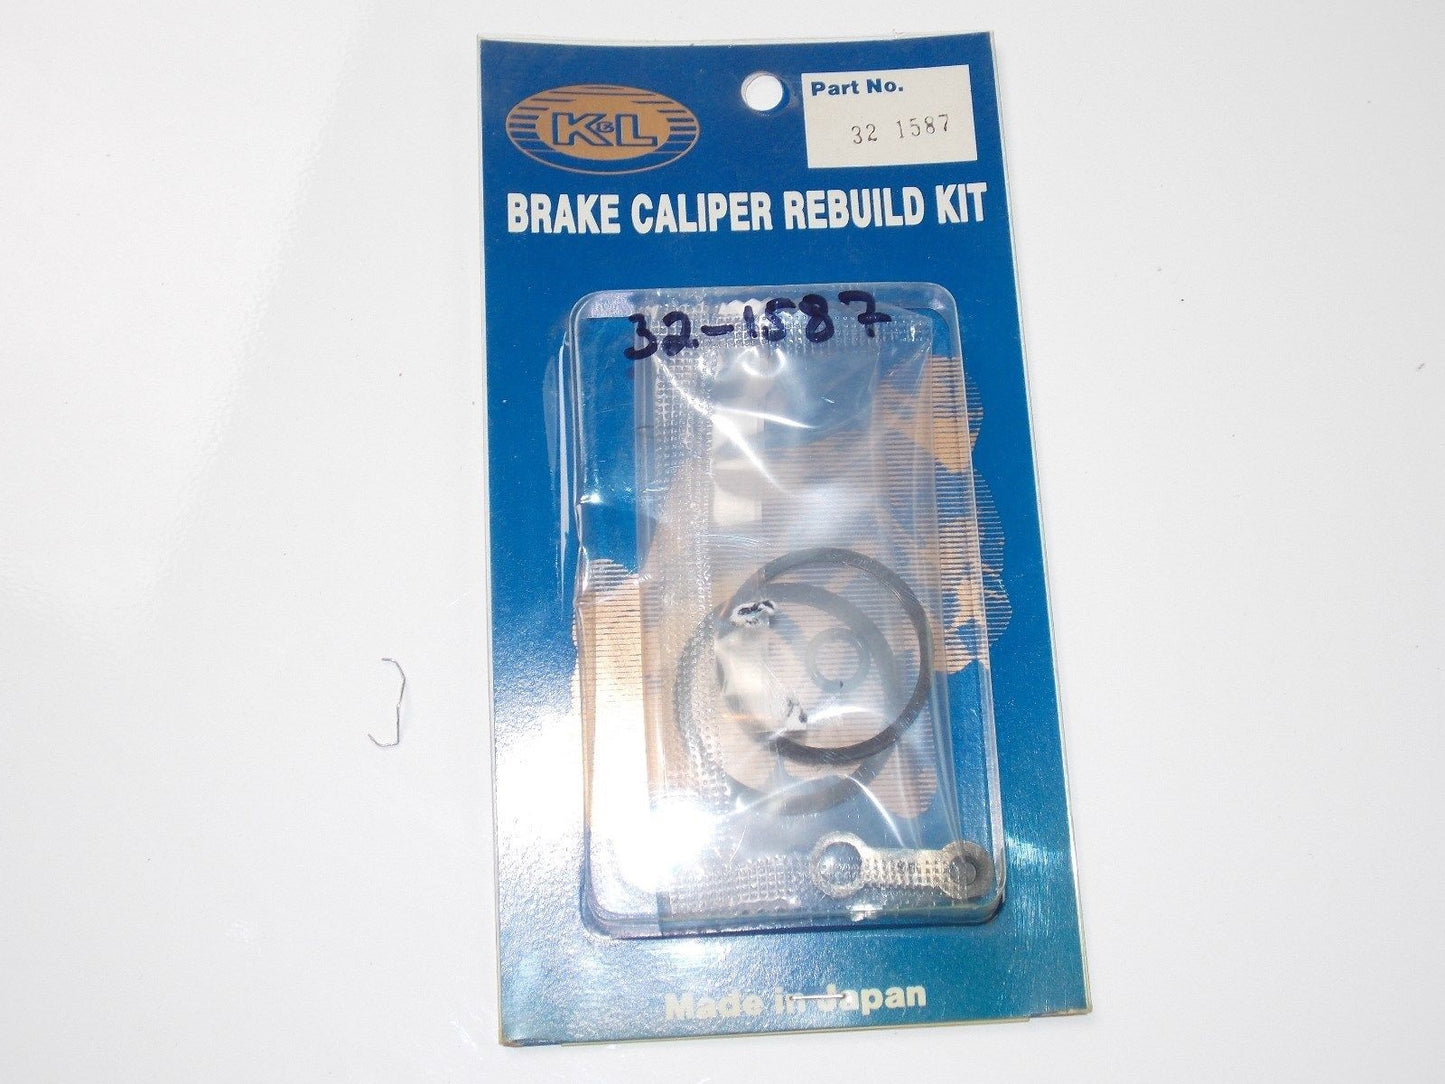 K&L
Part No.
32 1587
BRAKE CALIPER REBUILD KIT
32-1587
Made in Japan